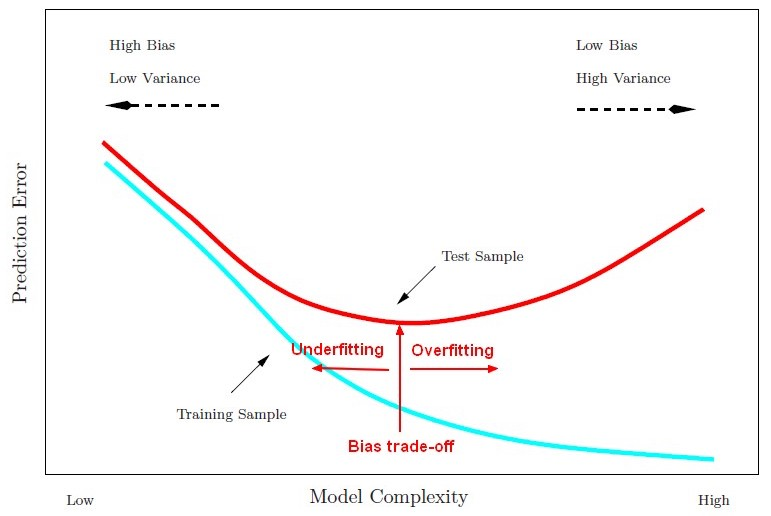 High Bias
Low Variance
Low Bias
High Variance
Prediction Error
Test Sample
Underfitting
Overfitting
Training Sample
Bias trade-off
Low
Model Complexity
High